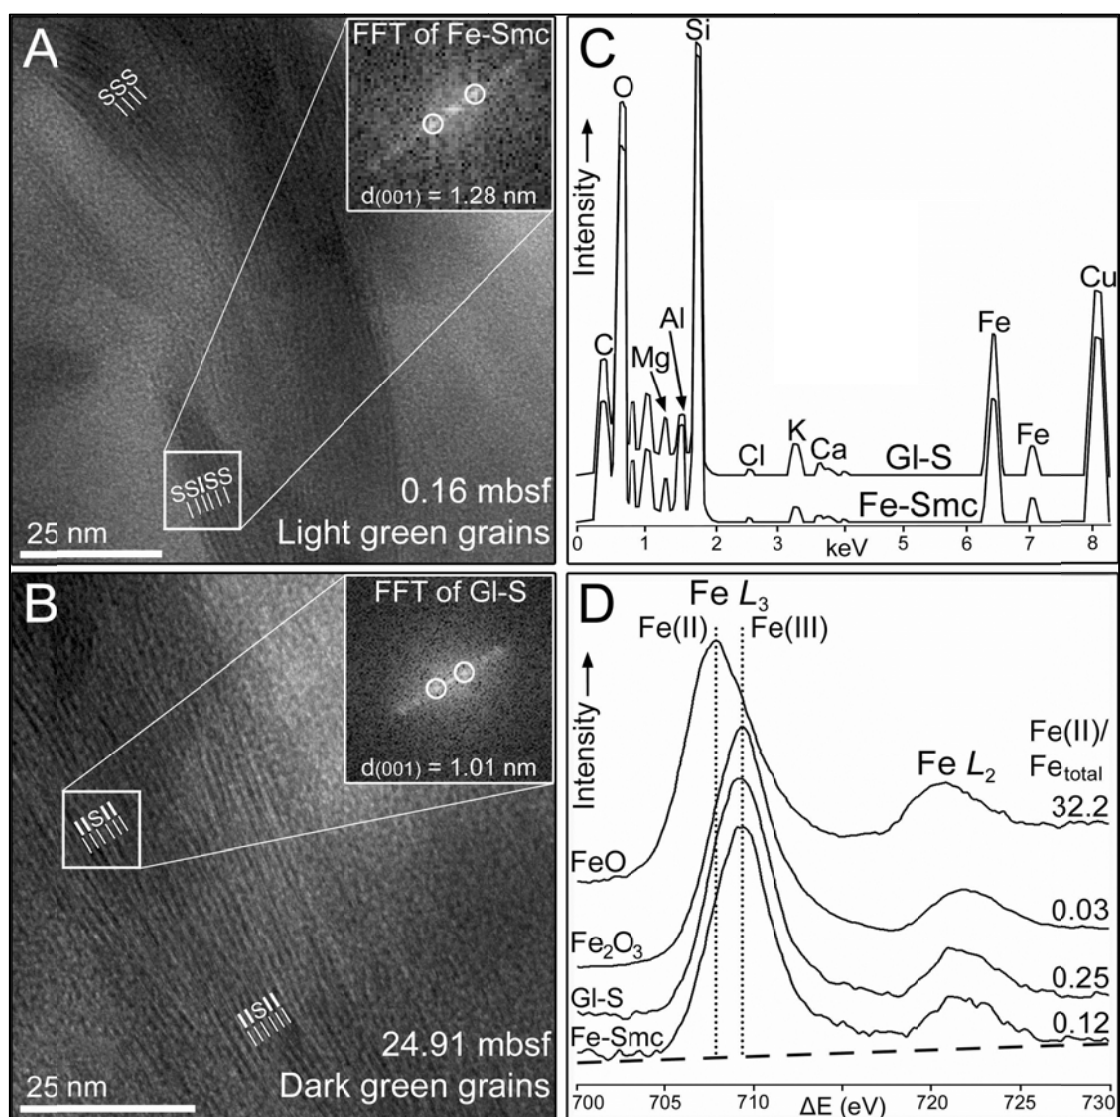 A
SSS
FFT of Fe-Smc
d(001) = 1.28 nm
SSISS
0.16 mbsf
25 nm
Light green grains
B
FFT of Gl-S
d(001) = 1.01 nm
IISII
IISII
24.91 mbsf
25 nm
Dark green grains
C
Si
O
Intensity
Cu
Al
Mg
Fe
C
K
Ca
Cl
Fe
Gl-S
Fe-Smc
0 1 2 3 4 5 6 7 8
keV
D
Fe L3
Fe(II) Fe(III)
Intensity
Fe(II)/
Fe L2
Fetotal
32.2
FeO
0.03
Fe2O3
0.25
Gl-S
0.12
Fe-Smc
700 705 710 715 720 725 730
ΔE (eV)